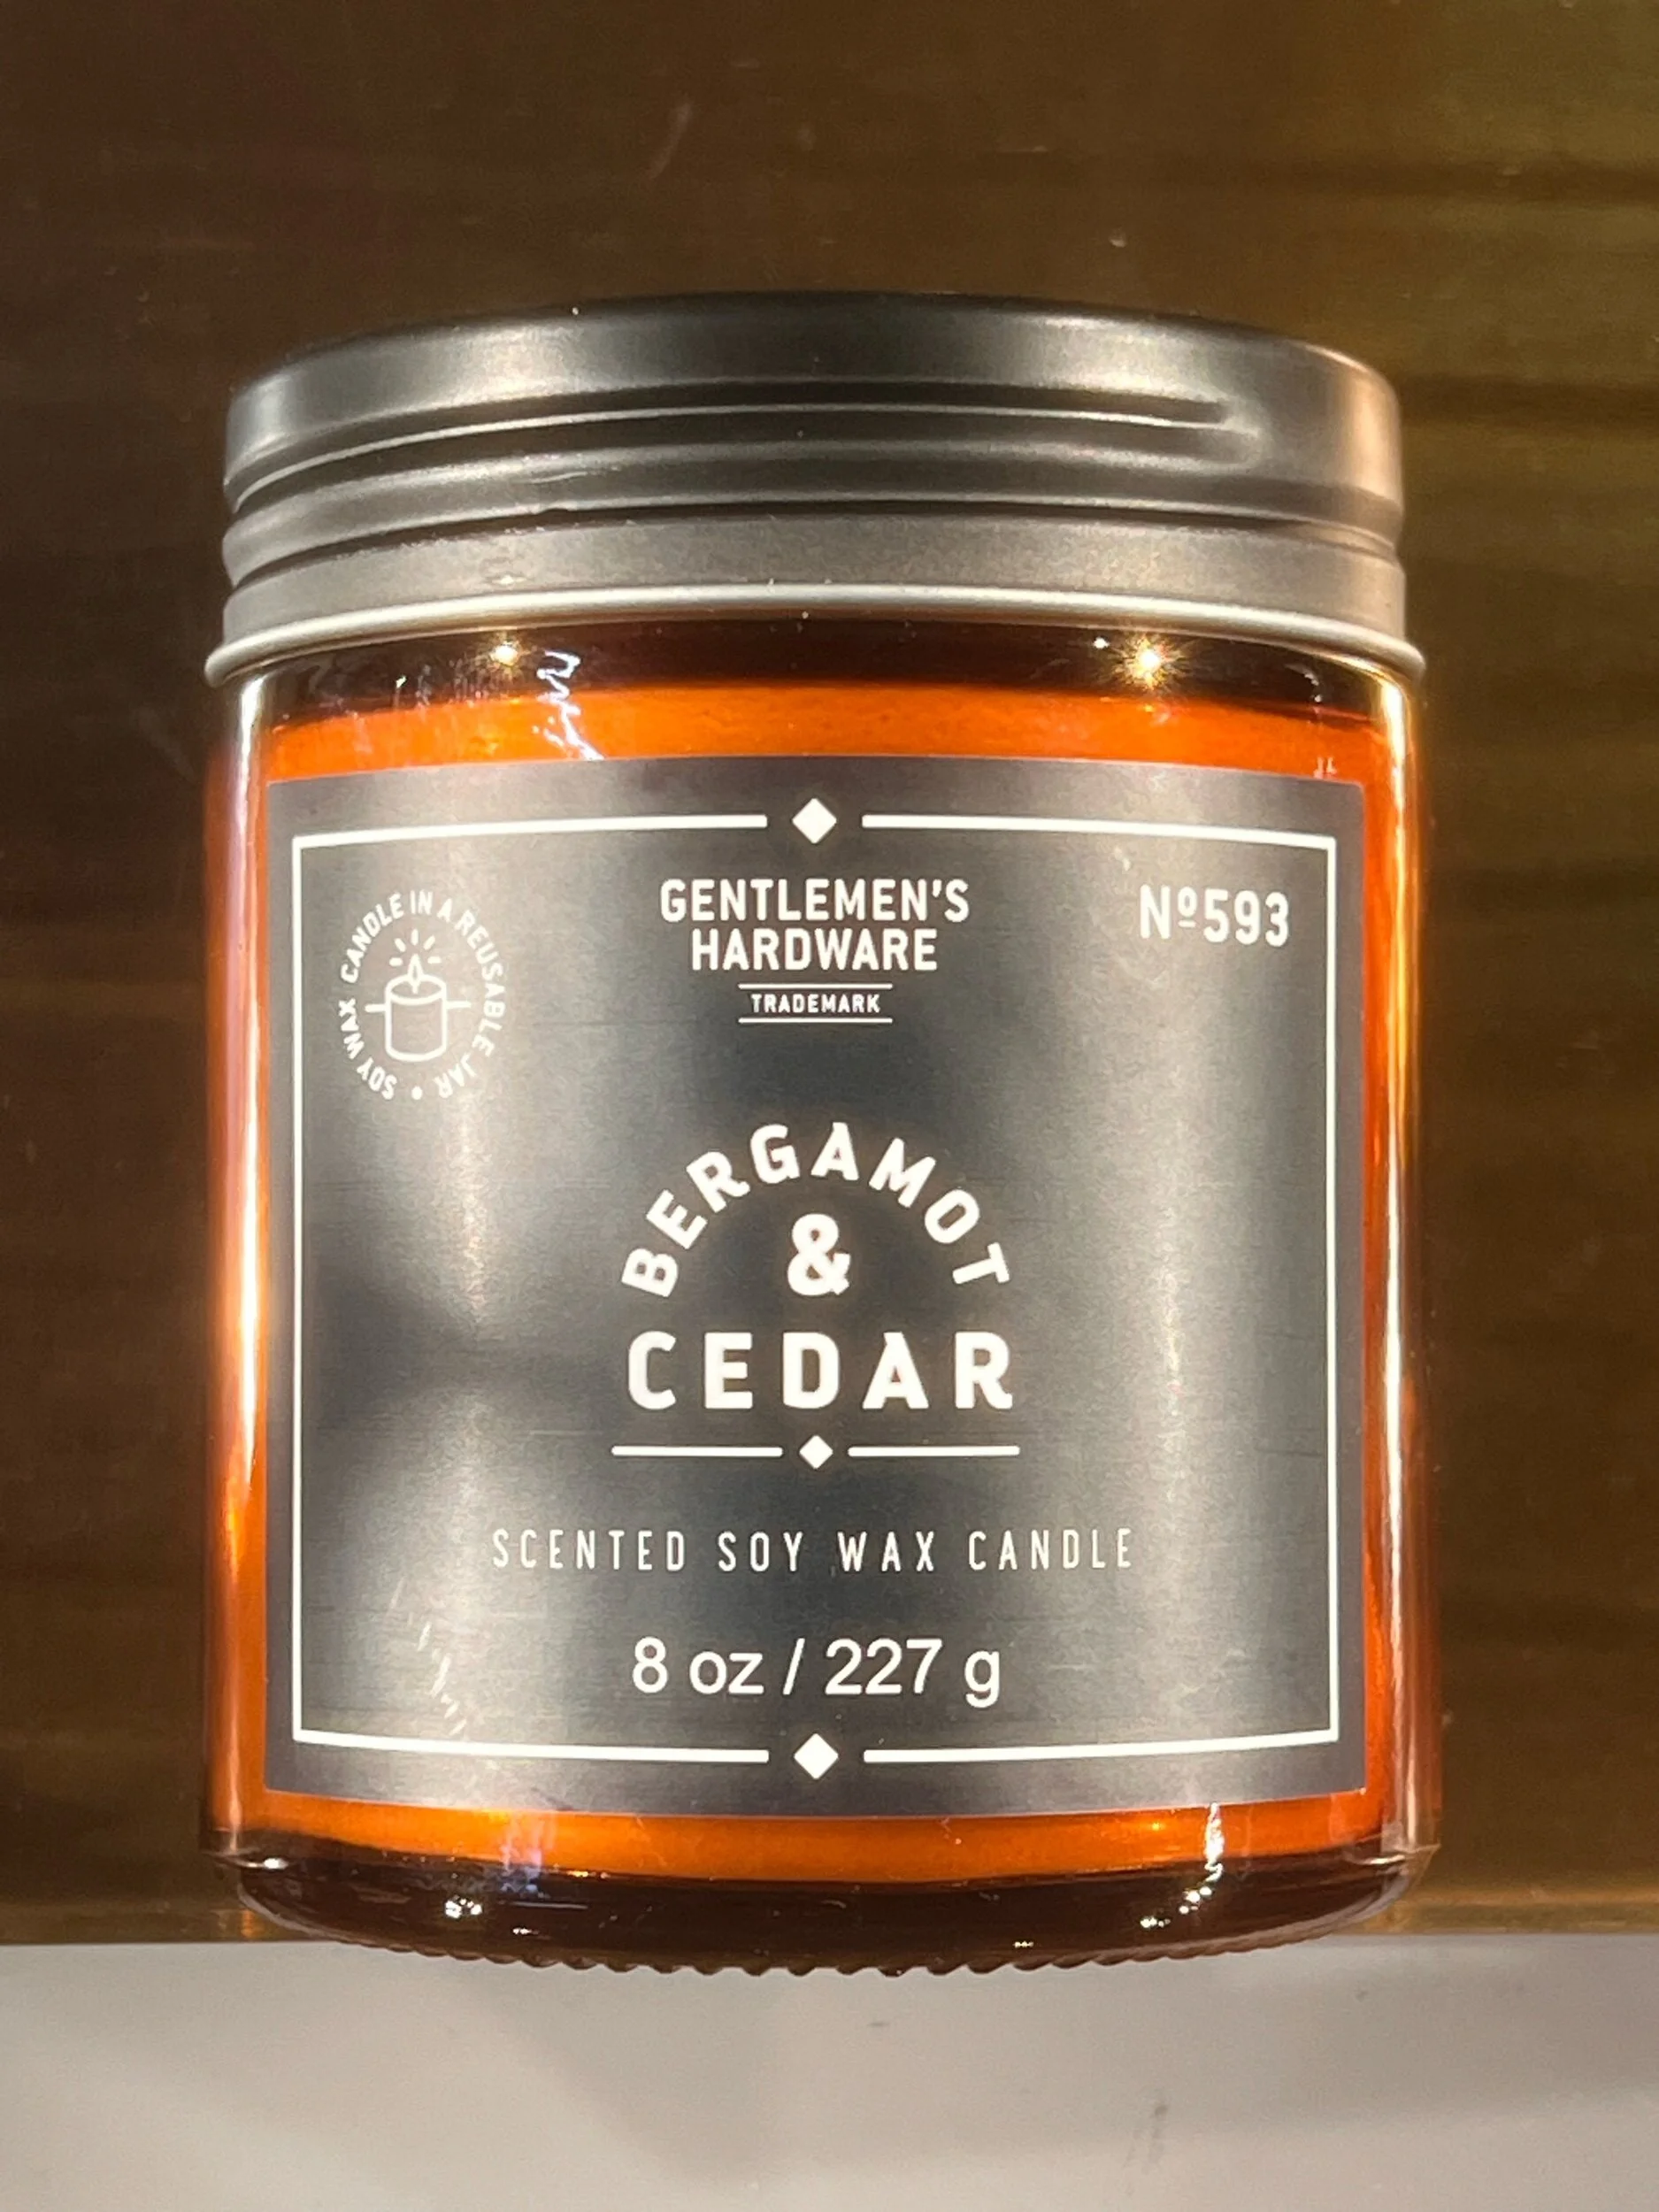 GENTLEMEN'S
HARDWARE
TRADEMARK
Nº593
SOY WAX CANDLE IN A REUSABLE JAR •
BERGAMOT
&
CEDAR
SCENTED SOY WAX CANDLE
8 oz / 227 g